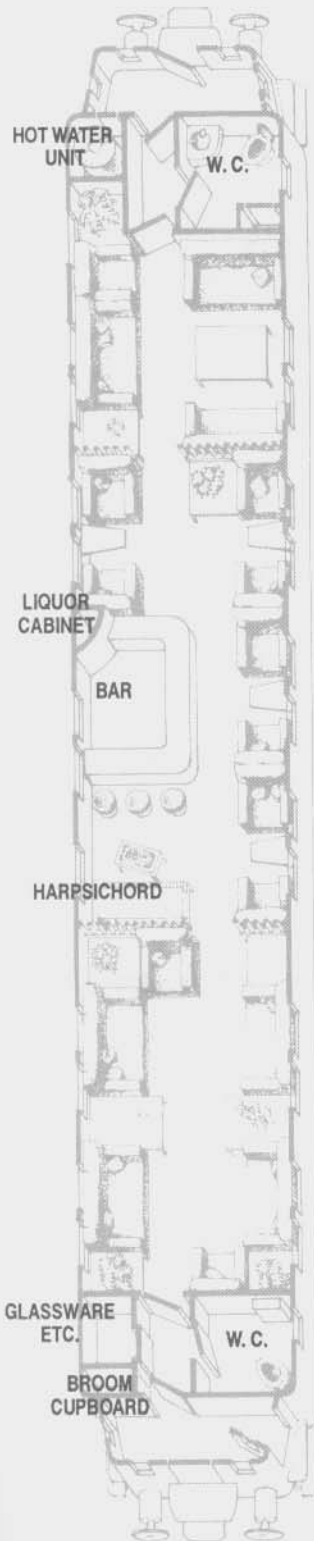 HOT WATER
UNIT
W. C.
LIQUOR
CABINET
BAR
HARPSICHORD
GLASSWARE
ETC.
W. C.
BROOM
CUPBOARD